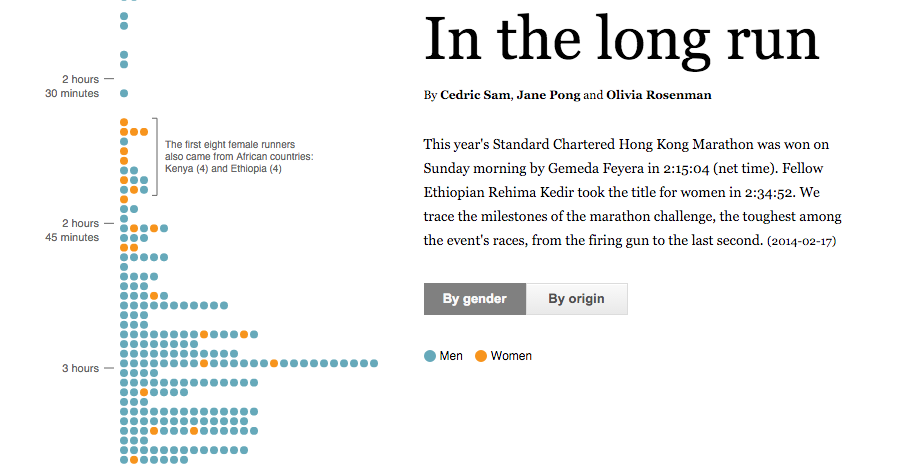 In the long run
By Cedric Sam, Jane Pong and Olivia Rosenman
This year's Standard Chartered Hong Kong Marathon was won on
Sunday morning by Gemeda Feyera in 2:15:04 (net time). Fellow
Ethiopian Rehima Kedir took the title for women in 2:34:52. We
trace the milestones of the marathon challenge, the toughest among
the event's races, from the firing gun to the last second. (2014-02-17)
By gender
By origin
Men
Women
2 hours
30 minutes
The first eight female runners
also came from African countries:
Kenya (4) and Ethiopia (4)
2 hours
45 minutes
3 hours